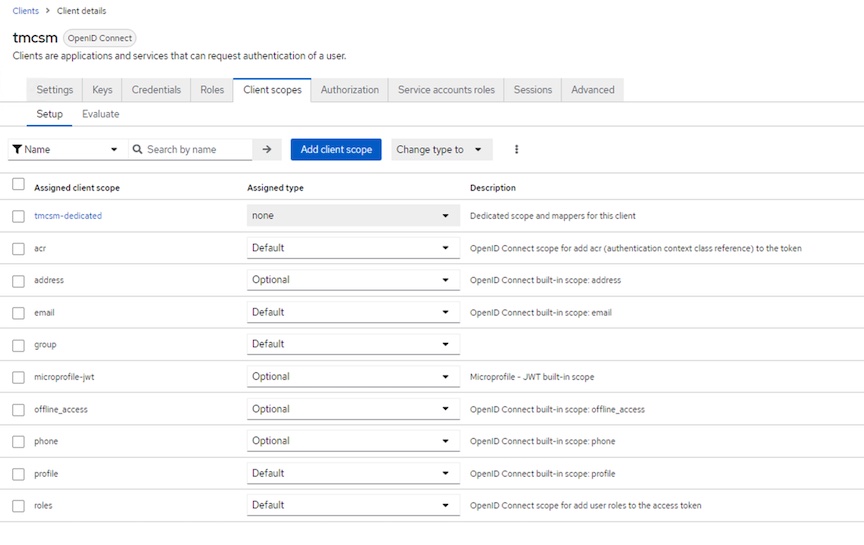 Clients > Client details
tmcsm OpenID Connect
Clients are applications and services that can request authentication of a user.
Settings Keys Credentials Roles Client scopes Authorization Service accounts roles Sessions Advanced
Setup Evaluate
Name Search by name Add client scope Change type to
Assigned client scope Assigned type Description
tmcsm-dedicated none Dedicated scope and mappers for this client
acr Default OpenID Connect scope for add acr (authentication context class reference) to the token
address Optional OpenID Connect built-in scope: address
email Default OpenID Connect built-in scope: email
group Default
microprofile-jwt Optional Microprofile - JWT built-in scope
offline_access Optional OpenID Connect built-in scope: offline_access
phone Optional OpenID Connect built-in scope: phone
profile Default OpenID Connect built-in scope: profile
roles Default OpenID Connect scope for add user roles to the access token